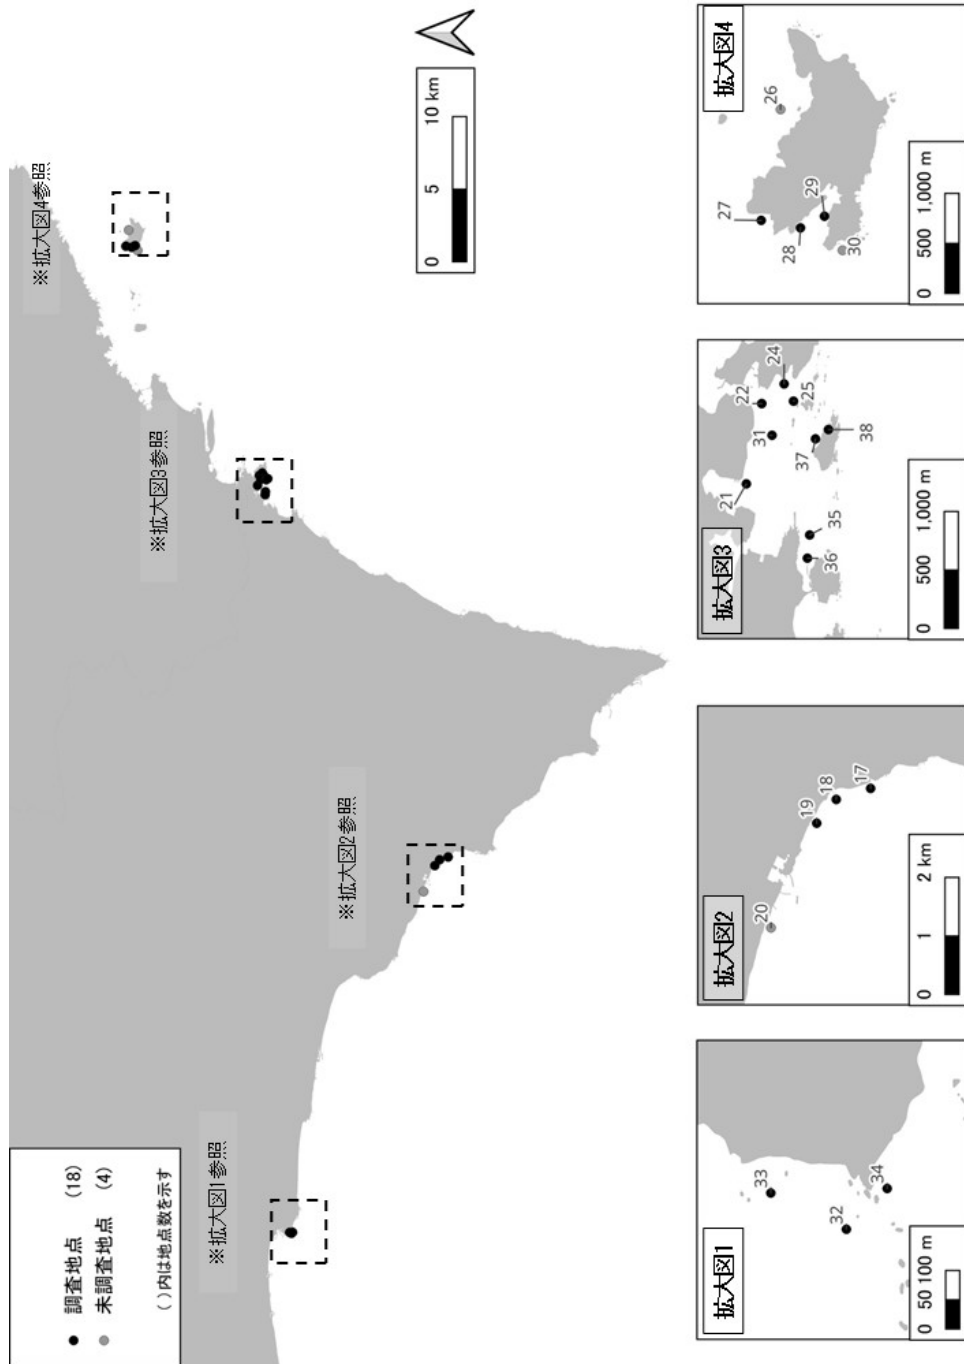 ● 調査地点 (18)
● 未調査地点 (4)
( )内は地点数を示す
※拡大図1参照
※拡大図2参照
※拡大図3参照
※拡大図4参照
0 5 10 km
拡大図1
32
33
34
0 50 100 m
拡大図2
17
18
19
20
0 1 2 km
拡大図3
21
22
24
25
31
35
36
37
38
0 500 1,000 m
拡大図4
26
27
28
29
30
0 500 1,000 m